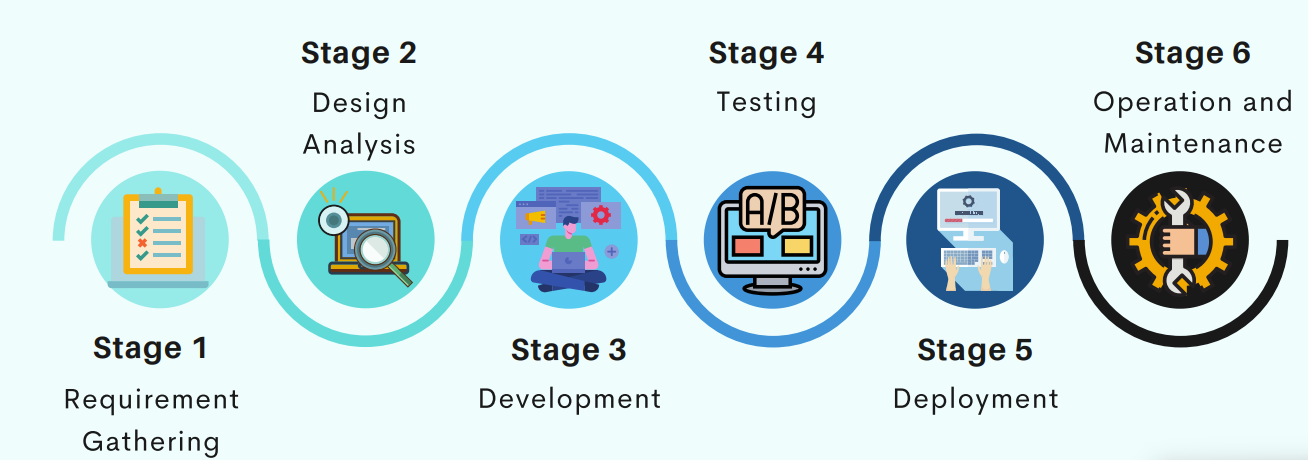 Stage 1
Requirement
Gathering
Stage 2
Design
Analysis
Stage 3
Development
Stage 4
Testing
A/B
Stage 5
Deployment
Stage 6
Operation and
Maintenance